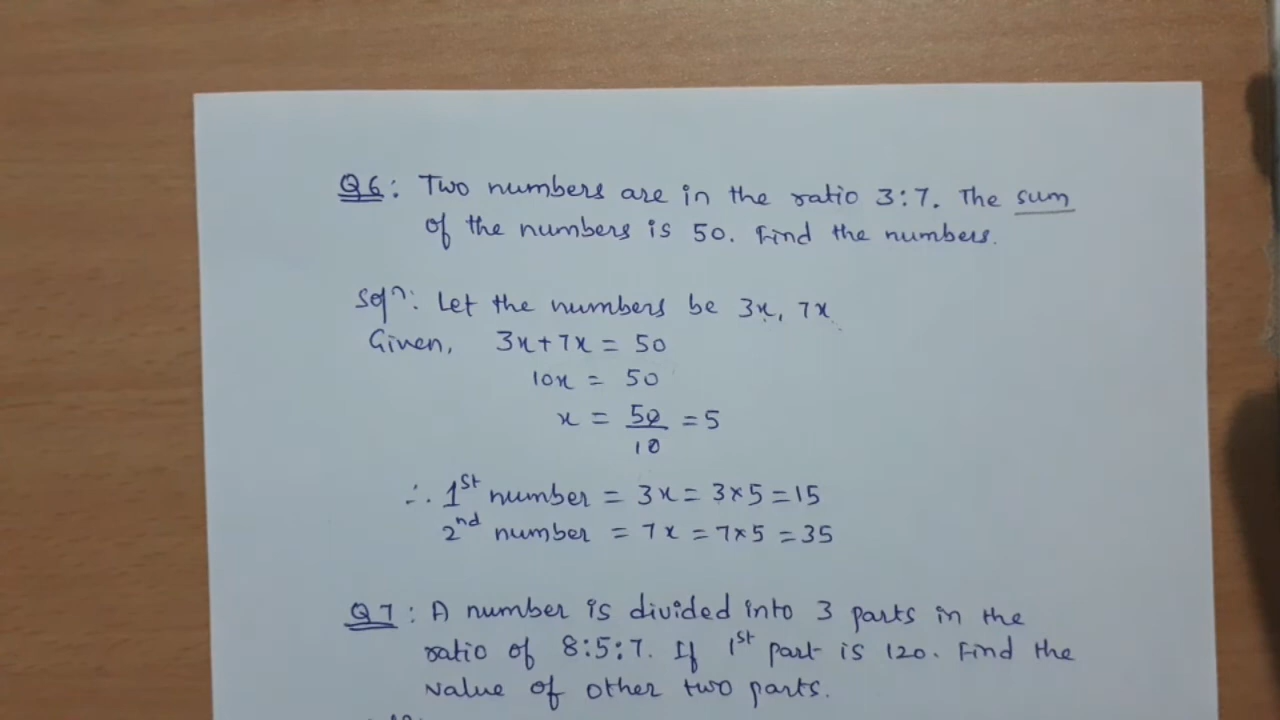 Q6: Two numbers are in the ratio 3:7. The sum
of the numbers is 50. Find the numbers.
Solⁿ: Let the numbers be 3x, 7x
Given, 3x+7x = 50
10x = 50
x = 50/10 = 5
∴ 1st number = 3x = 3×5 = 15
2nd number = 7x = 7×5 = 35
Q7: A number is divided into 3 parts in the
ratio of 8:5:7. If 1st part is 120. Find the
value of other two parts.